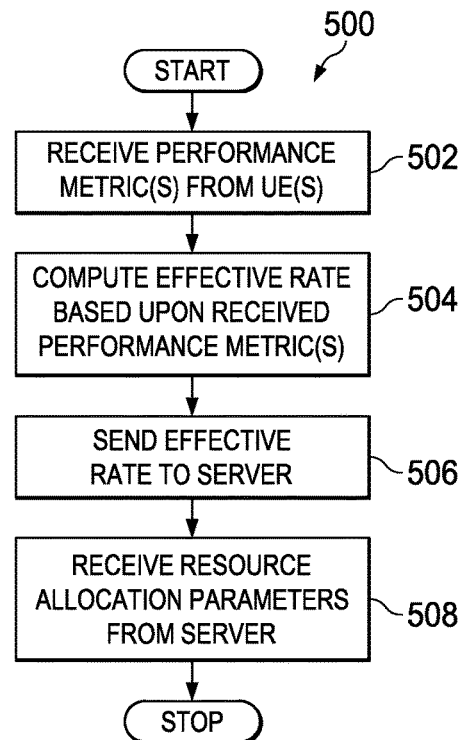 500
START
RECEIVE PERFORMANCE
METRIC(S) FROM UE(S)
502
COMPUTE EFFECTIVE RATE
BASED UPON RECEIVED
PERFORMANCE METRIC(S)
504
SEND EFFECTIVE
RATE TO SERVER
506
RECEIVE RESOURCE
ALLOCATION PARAMETERS
FROM SERVER
508
STOP